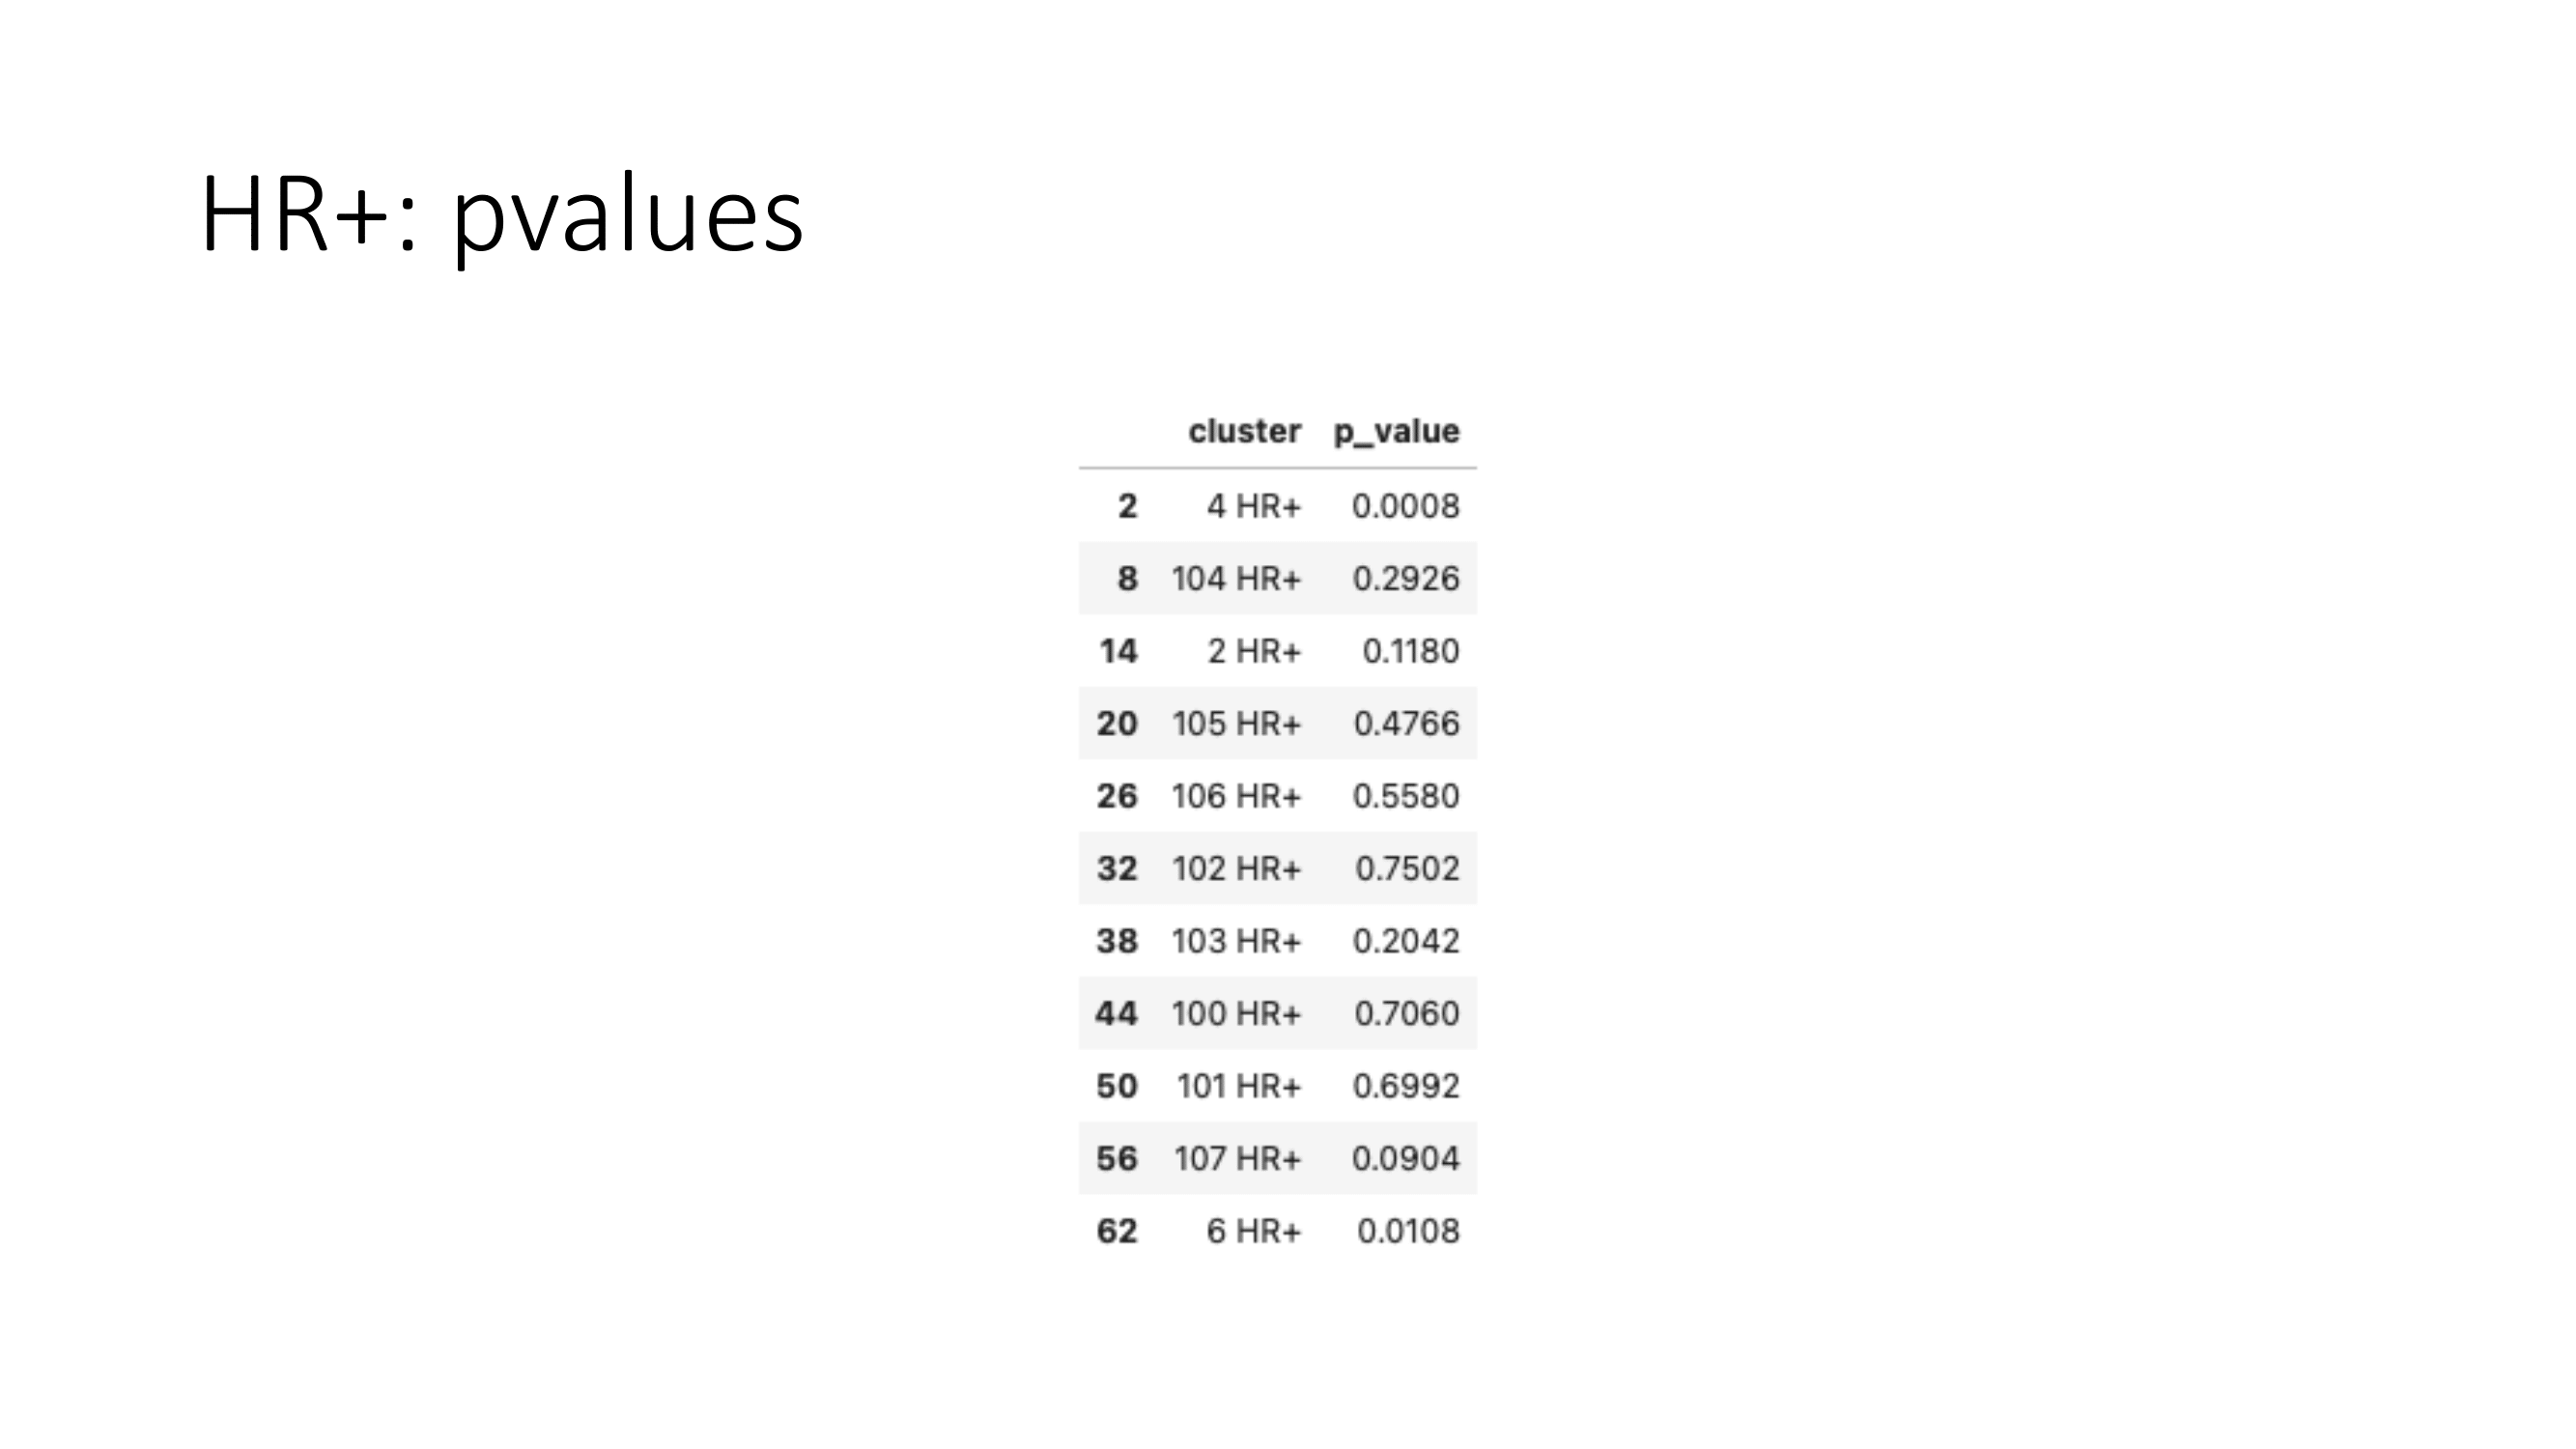 HR+: pvalues
cluster p_value
2 4 HR+ 0.0008
8 104 HR+ 0.2926
14 2 HR+ 0.1180
20 105 HR+ 0.4766
26 106 HR+ 0.5580
32 102 HR+ 0.7502
38 103 HR+ 0.2042
44 100 HR+ 0.7060
50 101 HR+ 0.6992
56 107 HR+ 0.0904
62 6 HR+ 0.0108